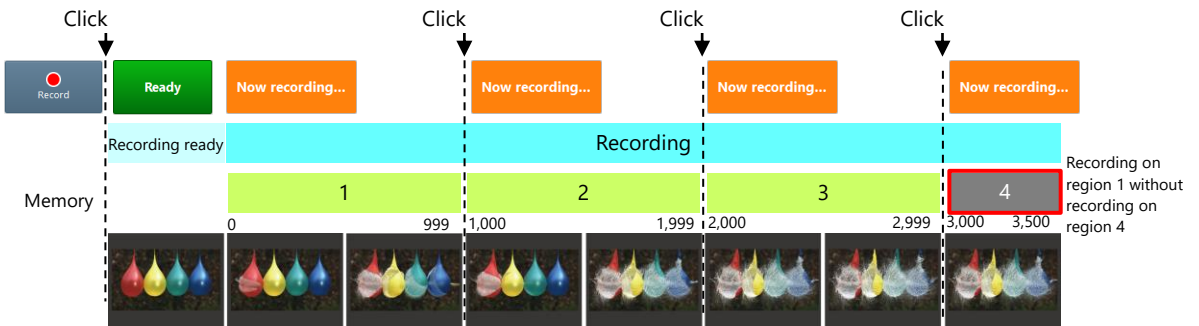 Click
Click
Click
Click
Record
Ready
Now recording...
Now recording...
Now recording...
Now recording...
Recording ready
Recording
Memory
1
2
3
4
Recording on
region 1 without
recording on
region 4
0
999
1,000
1,999
2,000
2,999
3,000
3,500